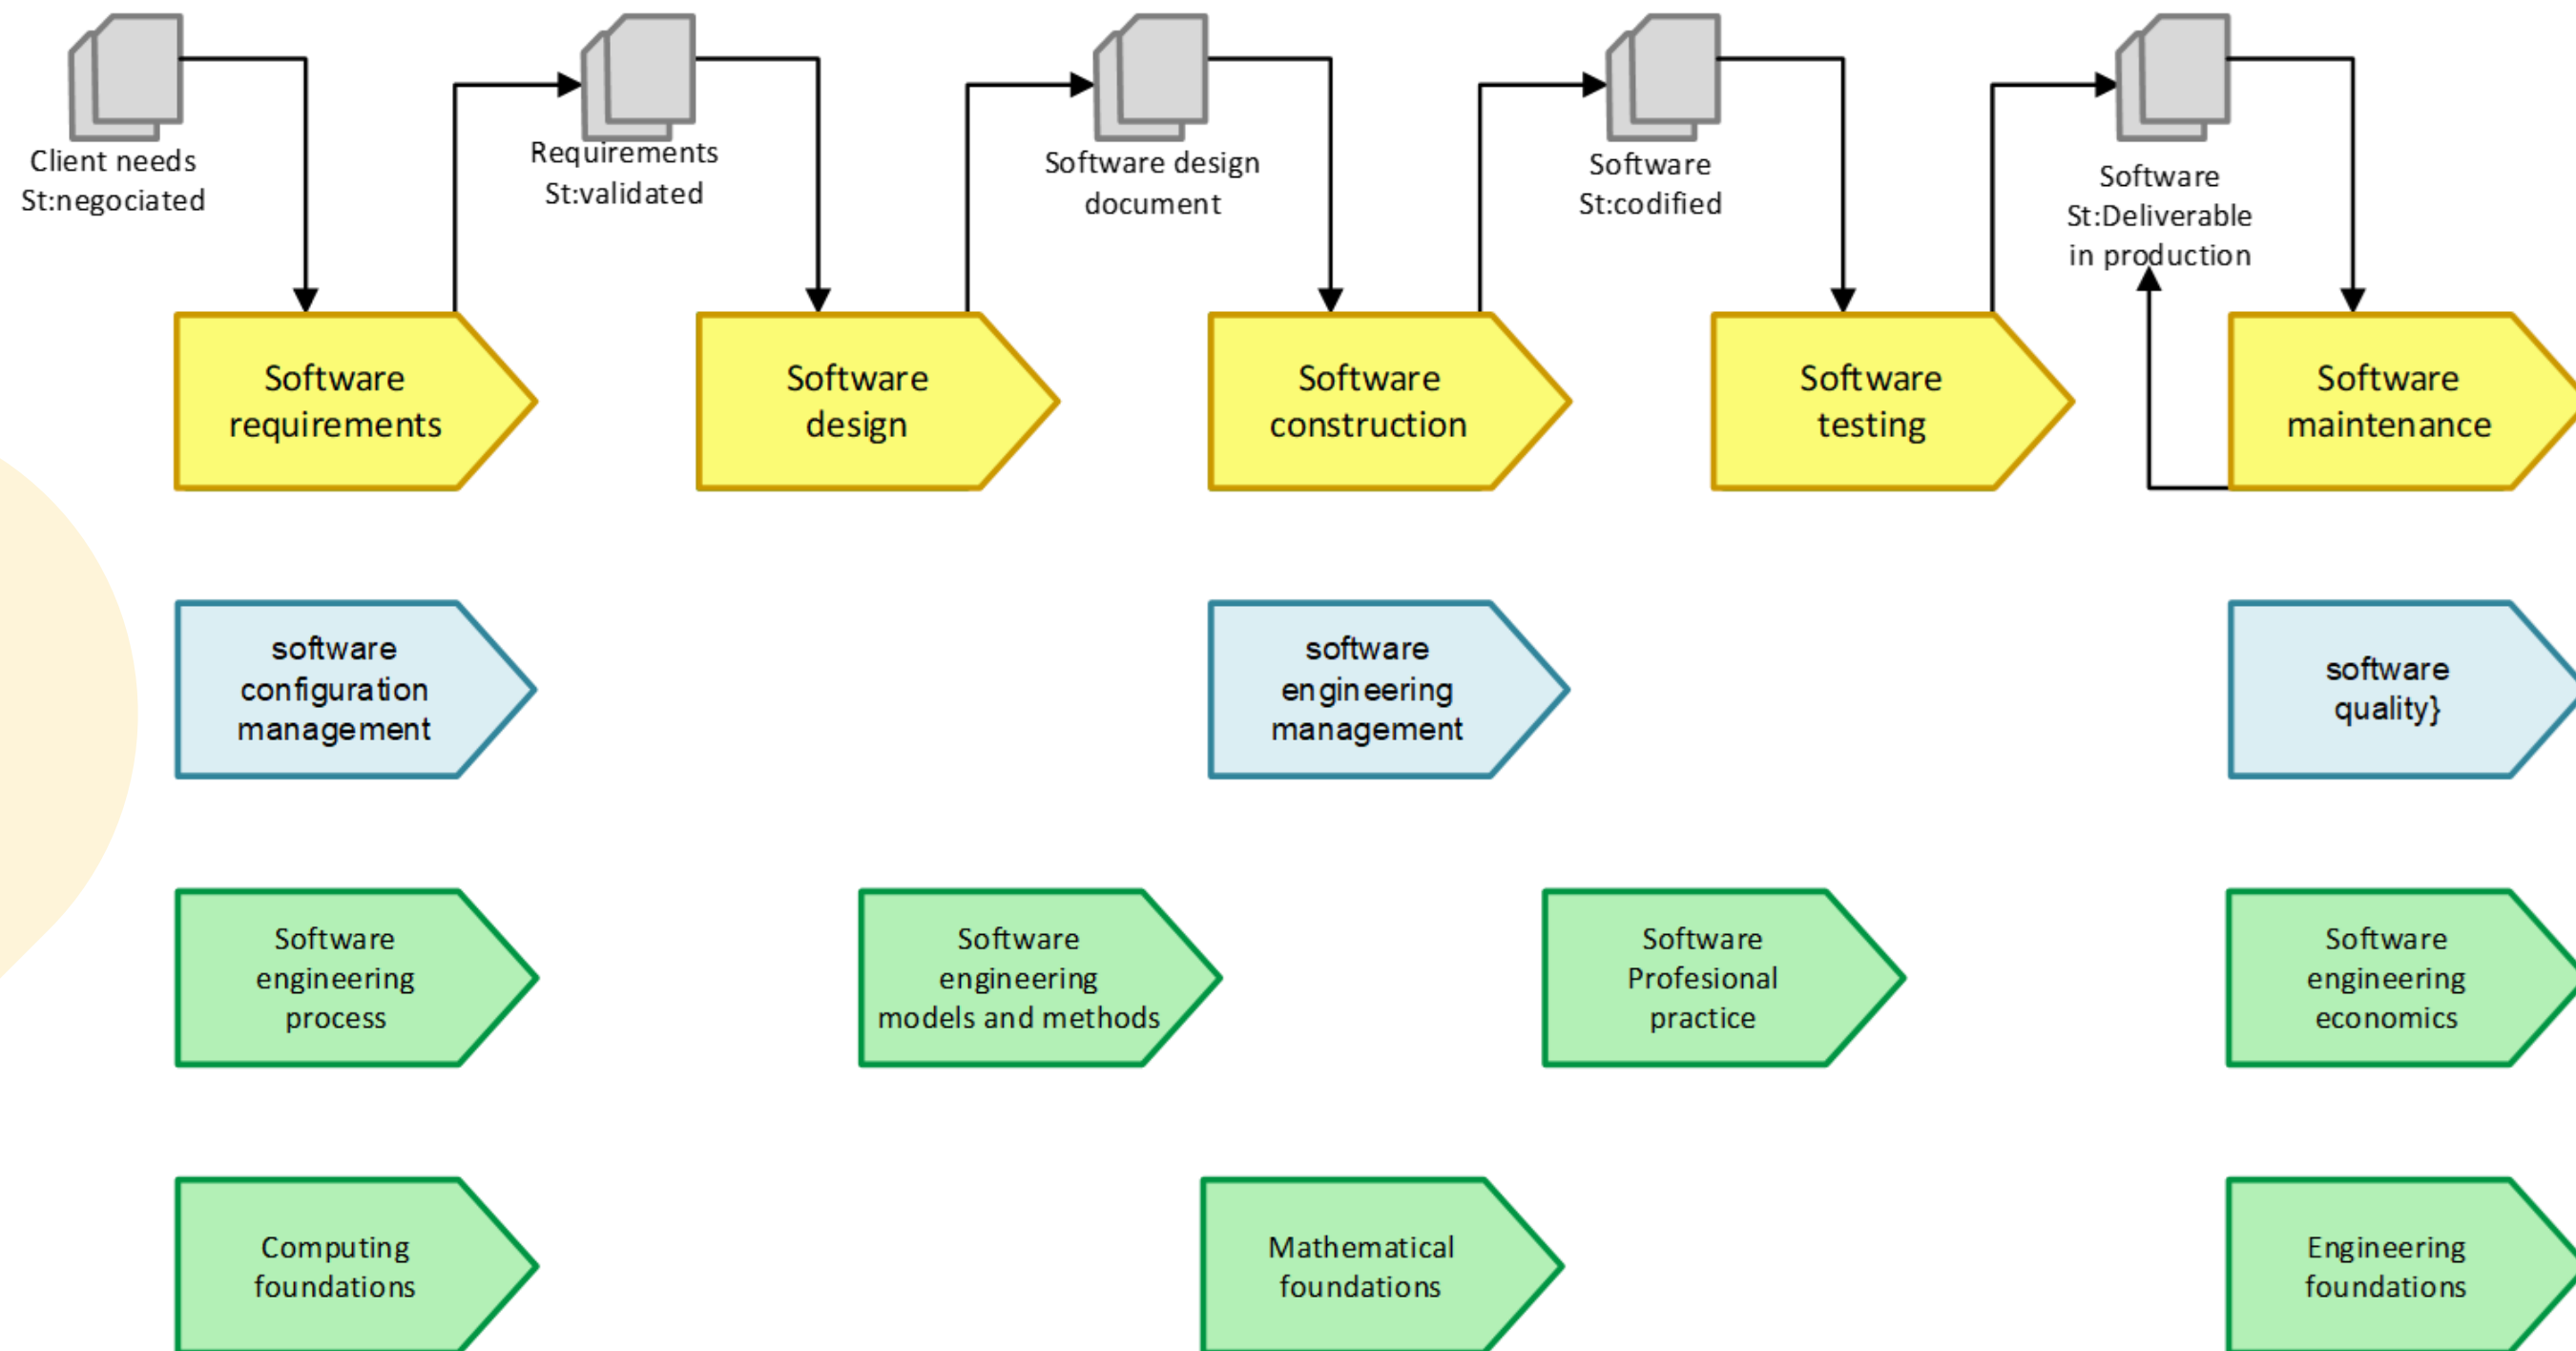 Client needs
St:negociated
Requirements
St:validated
Software design
document
Software
St:codified
Software
St:Deliverable
in production
Software
requirements
Software
design
Software
construction
Software
testing
Software
maintenance
software
configuration
management
software
engineering
management
software
quality}
Software
engineering
process
Software
engineering
models and methods
Software
Profesional
practice
Software
engineering
economics
Computing
foundations
Mathematical
foundations
Engineering
foundations